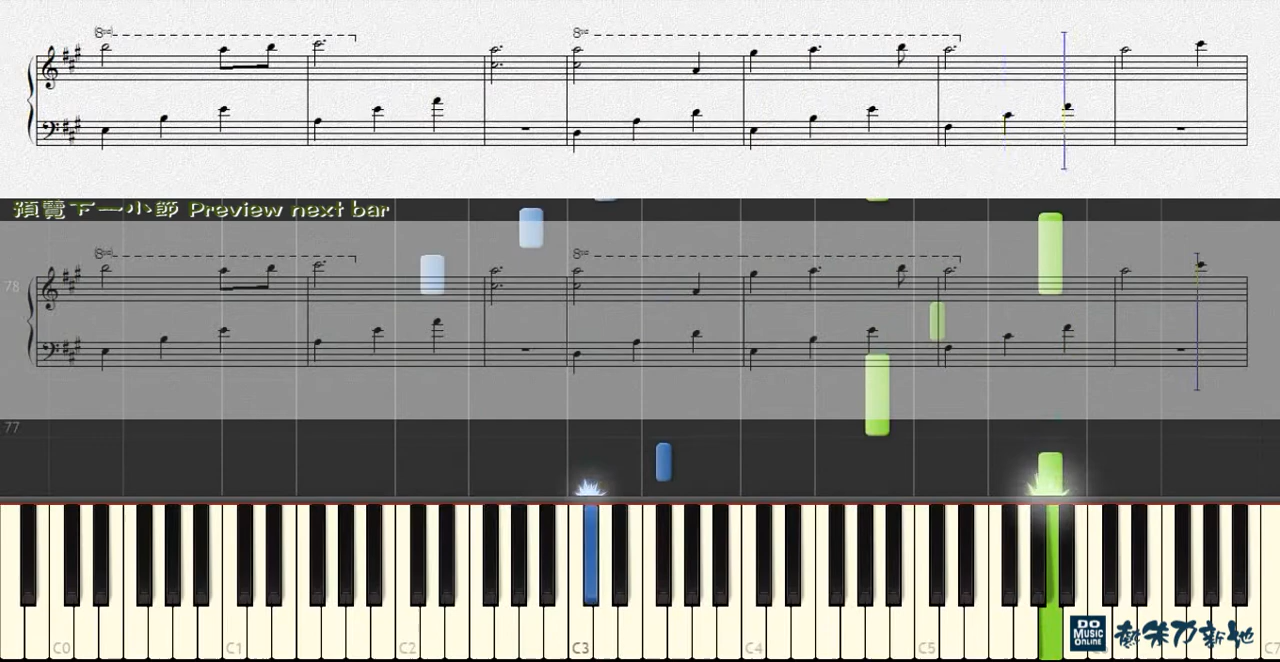 8va
8va
預覽下一小節 Preview next bar
8va
8va
78
77
C0
C1
C2
C3
C4
C5
C7
DO
MUSIC
ONLINE